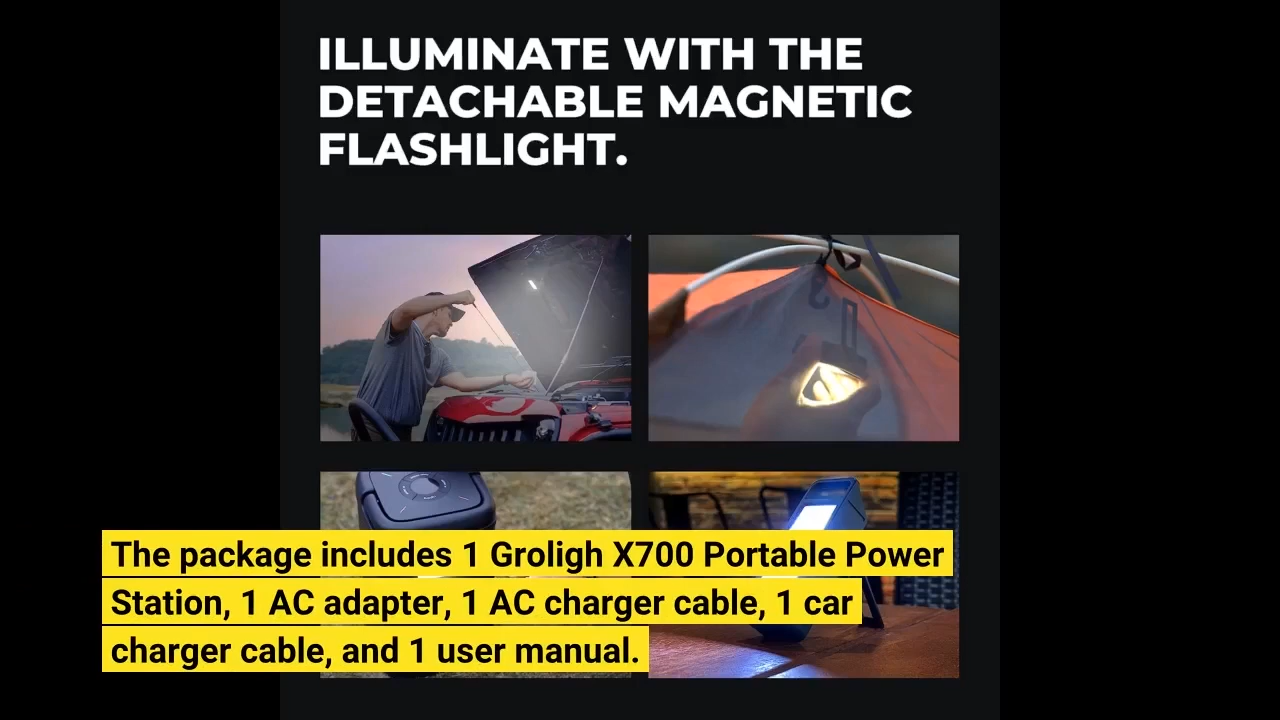 ILLUMINATE WITH THE
DETACHABLE MAGNETIC
FLASHLIGHT.
The package includes 1 Groligh X700 Portable Power
Station, 1 AC adapter, 1 AC charger cable, 1 car
charger cable, and 1 user manual.